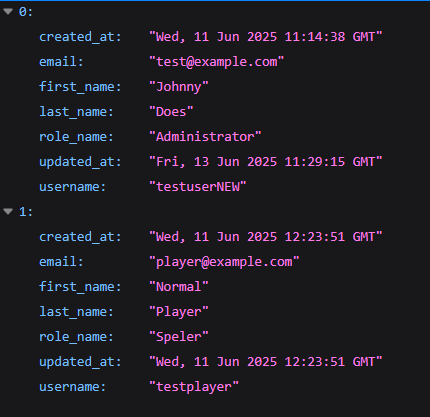 0:
created_at: "Wed, 11 Jun 2025 11:14:38 GMT"
email: "test@example.com"
first_name: "Johnny"
last_name: "Does"
role_name: "Administrator"
updated_at: "Fri, 13 Jun 2025 11:29:15 GMT"
username: "testuserNEW"
1:
created_at: "Wed, 11 Jun 2025 12:23:51 GMT"
email: "player@example.com"
first_name: "Normal"
last_name: "Player"
role_name: "Speler"
updated_at: "Wed, 11 Jun 2025 12:23:51 GMT"
username: "testplayer"